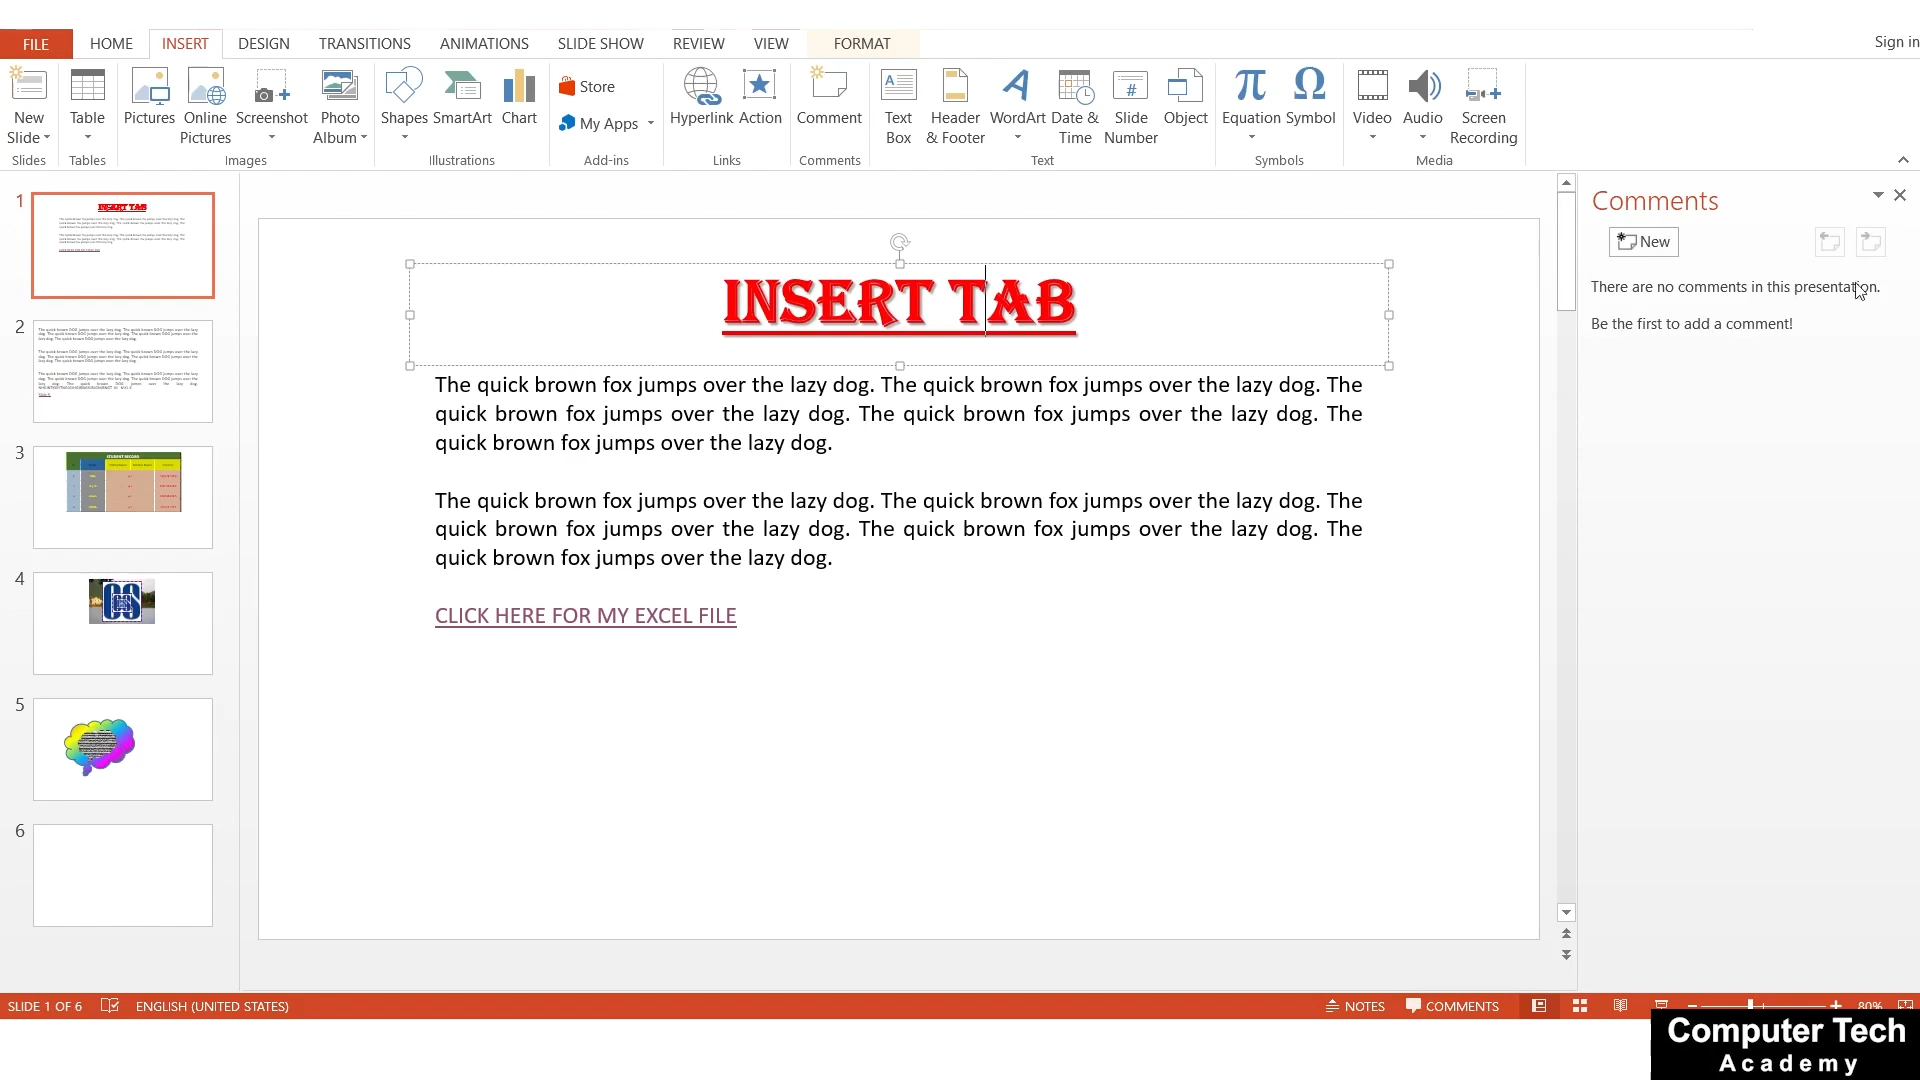 FILE HOME INSERT DESIGN TRANSITIONS ANIMATIONS SLIDE SHOW REVIEW VIEW FORMAT
Sign in
New Slide
Table
Pictures
Online Pictures
Screenshot
Photo Album
Shapes
SmartArt
Chart
Store
My Apps
Hyperlink
Action
Comment
Text Box
Header & Footer
WordArt
Date & Time
Slide Number
Object
Equation
Symbol
Video
Audio
Screen Recording
Slides Tables Images Illustrations Add-ins Links Comments Text Symbols Media
1
INSERT TAB
2
3
STUDENT RECORD
4
5
6
INSERT TAB
The quick brown fox jumps over the lazy dog. The quick brown fox jumps over the lazy dog. The
quick brown fox jumps over the lazy dog. The quick brown fox jumps over the lazy dog. The
quick brown fox jumps over the lazy dog.
The quick brown fox jumps over the lazy dog. The quick brown fox jumps over the lazy dog. The
quick brown fox jumps over the lazy dog. The quick brown fox jumps over the lazy dog. The
quick brown fox jumps over the lazy dog.
CLICK HERE FOR MY EXCEL FILE
Comments
New
There are no comments in this presentation.
Be the first to add a comment!
SLIDE 1 OF 6 ENGLISH (UNITED STATES) NOTES COMMENTS 80%
Computer Tech
Academy